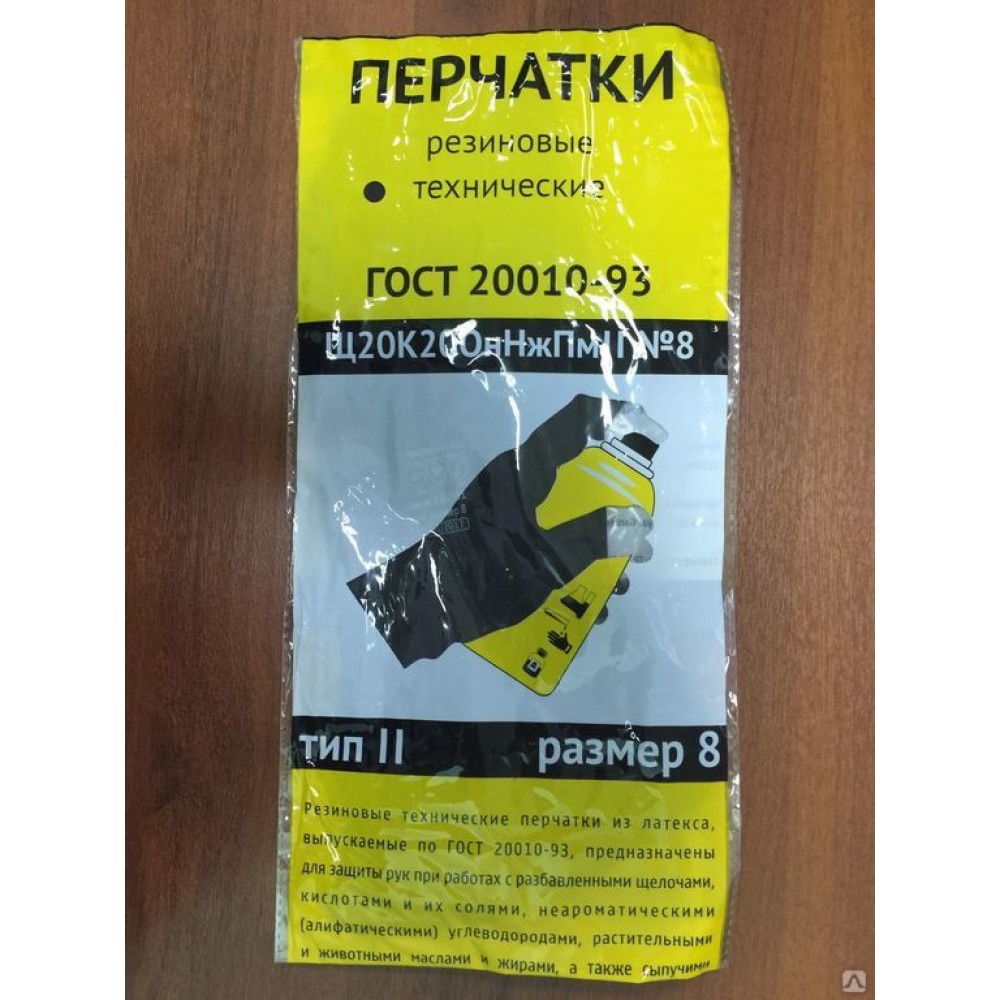 ПЕРЧАТКИ
резиновые
● технические
ГОСТ 20010-93
№8
тип II размер 8
Резиновые технические перчатки из латекса,
выпускаемые по ГОСТ 20010-93, предназначены
для защиты рук при работах с разбавленными щелочами,
кислотами и их солями, неароматическими
(алифатическими) углеводородами, растительными
и животными маслами и жирами, а также сыпучими